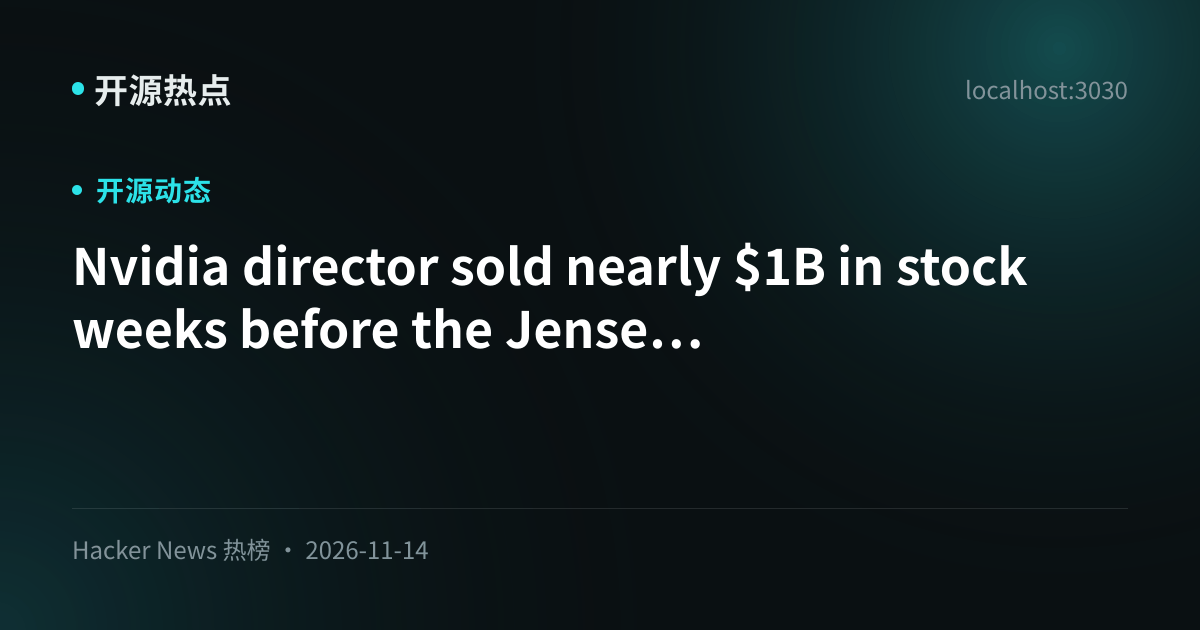 开源热点
localhost:3030
开源动态
Nvidia director sold nearly $1B in stock
weeks before the Jense…
Hacker News 热榜 · 2026-11-14